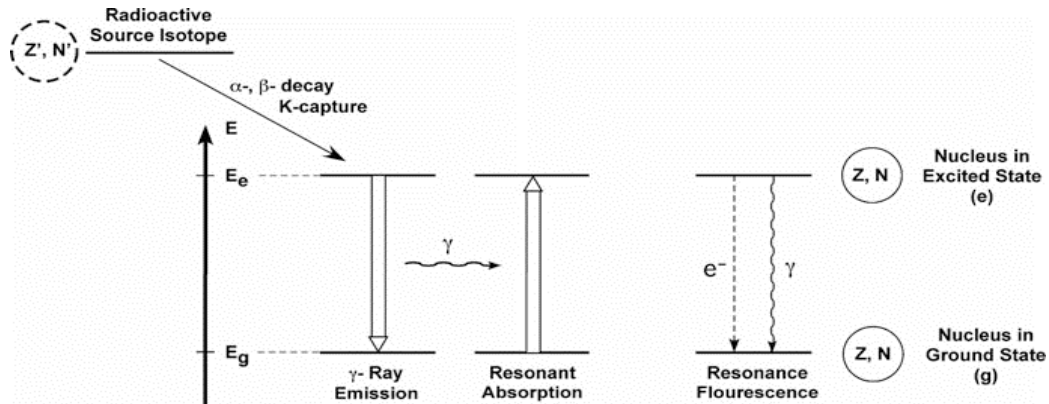 Radioactive
Source Isotope
Z', N'
α-, β- decay
K-capture
E
Ee
Z, N
Nucleus in
Excited State
(e)
γ
e⁻
γ
Eg
Z, N
Nucleus in
Ground State
(g)
γ- Ray
Emission
Resonant
Absorption
Resonance
Flourescence